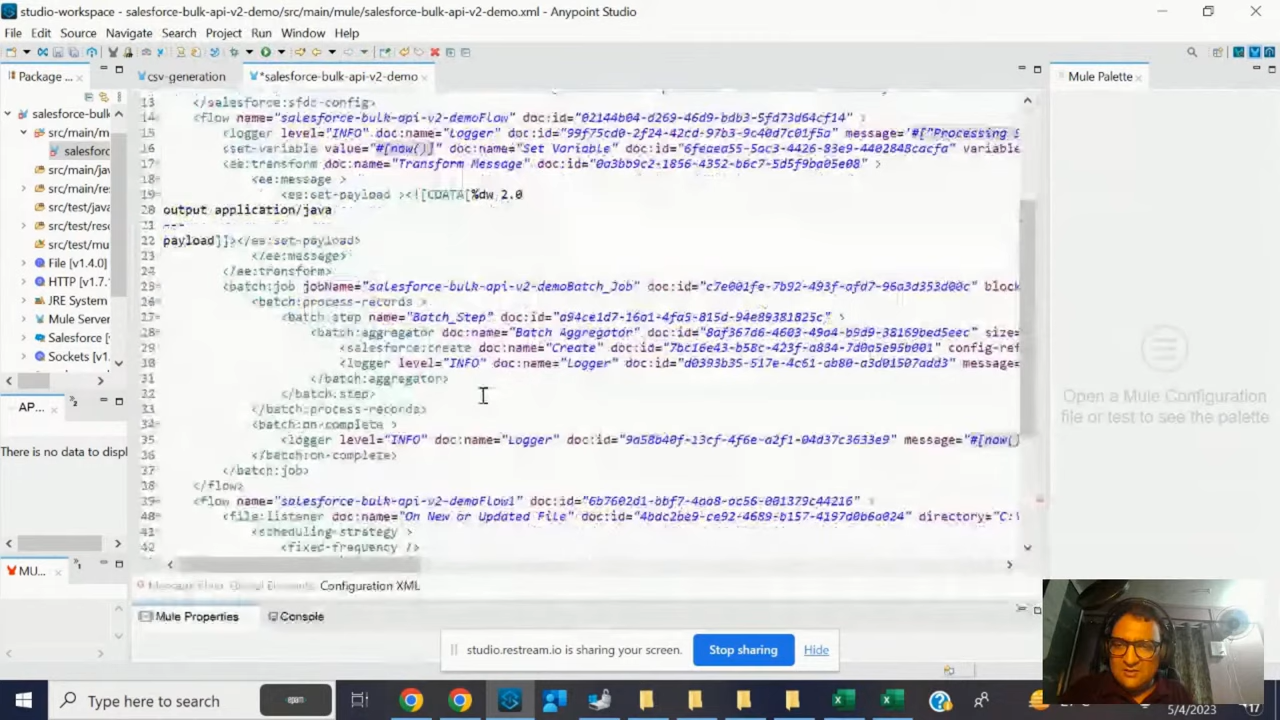 studio-workspace - salesforce-bulk-api-v2-demo/src/main/mule/salesforce-bulk-api-v2-demo.xml - Anypoint Studio
File Edit Source Navigate Search Project Run Window Help
Package ...
csv-generation
*salesforce-bulk-api-v2-demo
Mule Palette
salesforce-bulk
src/main/m
salesforc
src/main/jav
src/main/res
src/test/java
src/test/resc
src/test/mu
File [v1.4.0]
HTTP [v1.7.
JRE System
Mule Server
Salesforce [
Sockets [v1.
13 </salesforce:sfdc-config>
14 <flow name="salesforce-bulk-api-v2-demoFlow" doc:id="02144b04-d269-46d9-bdb3-5fd73d64cf14"
15 <logger level="INFO" doc:name="Logger" doc:id="99f75cd0-2f24-42cd-97b3-9c40d7c01f5a" message='#["Processing S
16 <set-variable value="#[now()]" doc:name="Set Variable" variable
17 <ee:transform doc:name="Transform Message" doc:id="0a3bb9c2-1856-4352-b6c7-5d5f9ba05e08" >
18 <ee:message >
19 <ee:set-payload ><![CDATA[%dw 2.0
20 output application/java
21 ---
22 payload]]></ee:set-payload>
23 </ee:message>
24 </ee:transform>
25 <batch:job jobName="salesforce-bulk-api-v2-demoBatch_Job" doc:id="c7e001fe-7b92-493f-afd7-96a3d353d00c" block
26 <batch:process-records >
27 <batch:step name="Batch_Step" doc:id="a94ce1d7-16a1-4fa5-815d-94e89381825c" >
28 <batch:aggregator doc:name="Batch Aggregator" doc:id="8af367d6-4603-49a4-b9d9-38169bed5eec" size=
29 <salesforce:create doc:name="Create" doc:id="7bc16e43-b58c-423f-a834-7d0a5e95b001" config-ref
30 <logger level="INFO" doc:name="Logger" doc:id="d0393b35-517e-4c61-ab80-a3d01507add3" message=
31 </batch:aggregator>
32 </batch:step>
33 </batch:process-records>
34 <batch:on-complete >
35 <logger level="INFO" doc:name="Logger" doc:id="9a58b40f-13cf-4f6e-a2f1-04d37c3633e9" message="#[now()
36 </batch:on-complete>
37 </batch:job>
38 </flow>
39 <flow name="salesforce-bulk-api-v2-demoFlow1" doc:id="6b7602d1-bbf7-4aa8-ac56-001379c44216" >
40 <file:listener doc:name="On New or Updated File" doc:id="4bdc2be9-ce92-4689-b157-4197d0b6a024" directory="C:\
41 <scheduling-strategy >
42 <fixed-frequency />
Open a Mule Configuration
file or test to see the palette
AP...
There is no data to displ
MU...
Message Flow Global Elements Configuration XML
Mule Properties Console
studio.restream.io is sharing your screen. Stop sharing Hide
Type here to search
epam
5/4/2023
17